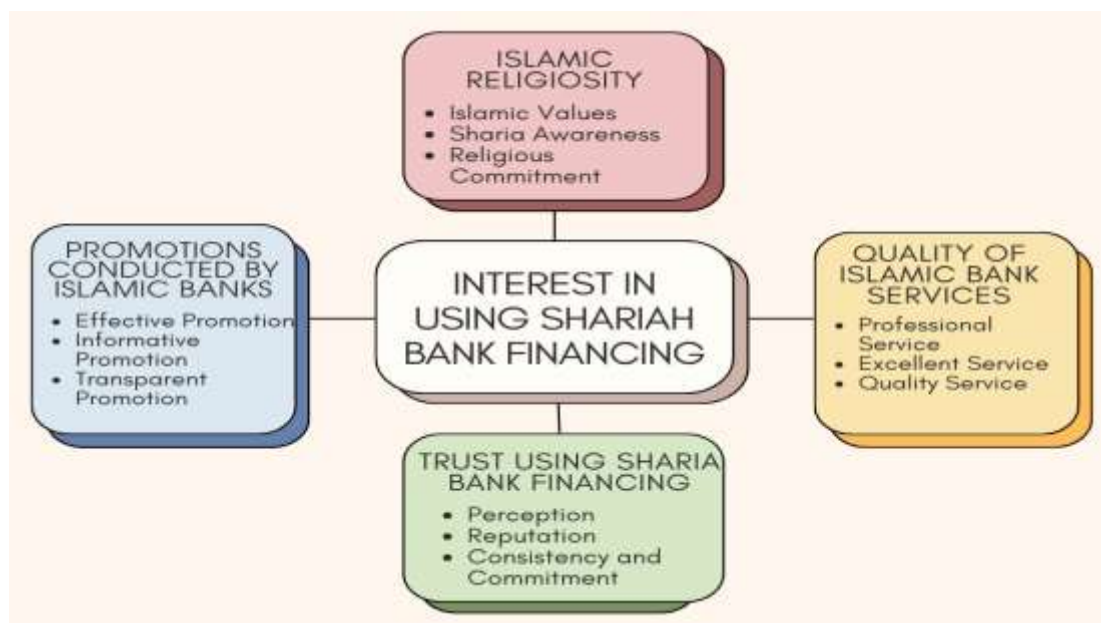 ISLAMIC
RELIGIOSITY
• Islamic Values
• Sharia Awareness
• Religious
Commitment
PROMOTIONS
CONDUCTED BY
ISLAMIC BANKS
• Effective Promotion
• Informative
Promotion
• Transparent
Promotion
INTEREST IN
USING SHARIAH
BANK FINANCING
QUALITY OF
ISLAMIC BANK
SERVICES
• Professional
Service
• Excellent Service
• Quality Service
TRUST USING SHARIA
BANK FINANCING
• Perception
• Reputation
• Consistency and
Commitment